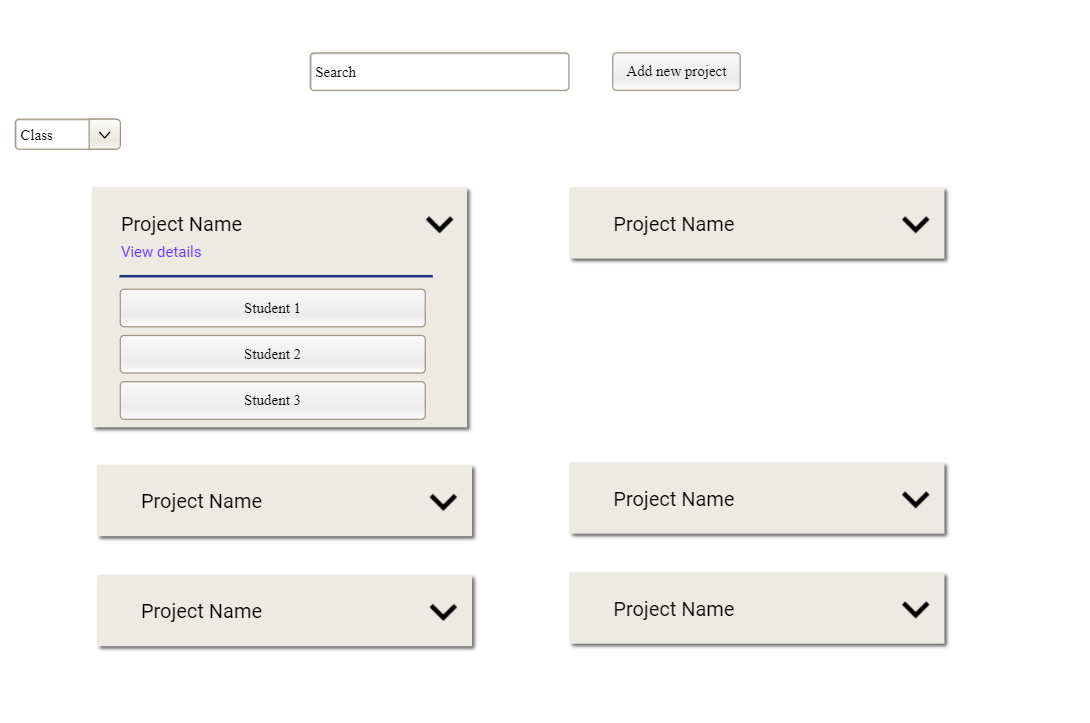 Search
Add new project
Class
Project Name
View details
Student 1
Student 2
Student 3
Project Name
Project Name
Project Name
Project Name
Project Name